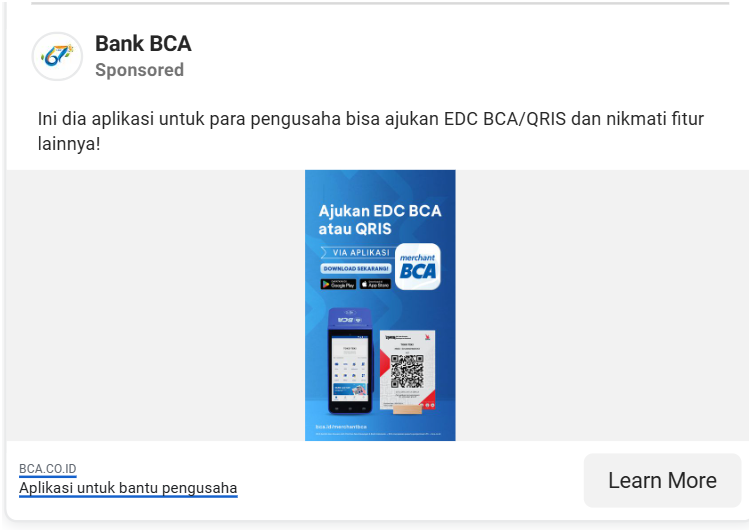 Bank BCA
Sponsored
Ini dia aplikasi untuk para pengusaha bisa ajukan EDC BCA/QRIS dan nikmati fitur
lainnya!
Ajukan EDC BCA
atau QRIS
VIA APLIKASI
DOWNLOAD SEKARANG!
Google Play
App Store
merchant
BCA
BCA
bca.id/merchantbca
BCA.CO.ID
Aplikasi untuk bantu pengusaha
Learn More